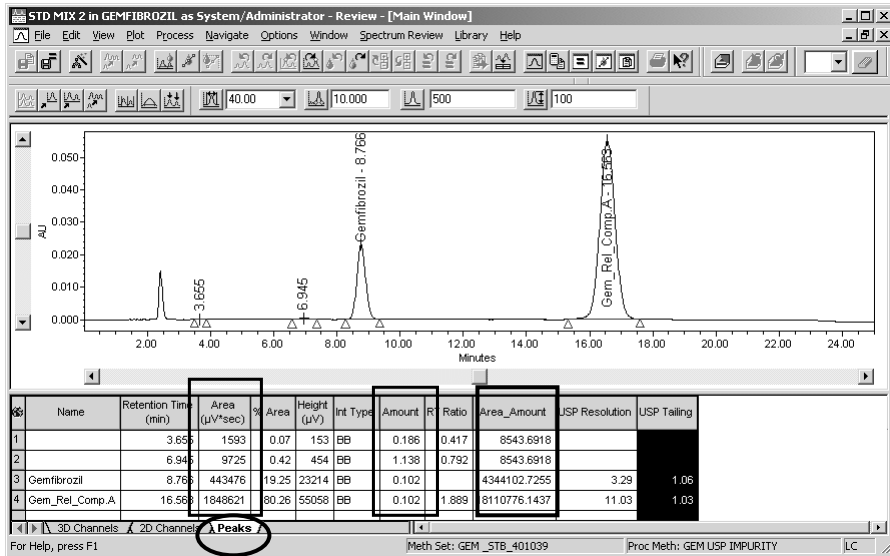 STD MIX 2 in GEMFIBROZIL as System/Administrator - Review - [Main Window]
File Edit View Plot Process Navigate Options Window Spectrum Review Library Help
40.00 10.000 500 100
AU
0.050
0.040
0.030
0.020
0.010
0.000
3.655
6.945
Gemfibrozil - 8.766
Gem_Rel_Comp.A - 16.563
2.00 4.00 6.00 8.00 10.00 12.00 14.00 16.00 18.00 20.00 22.00 24.00
Minutes
Name Retention Time (min) Area (µV*sec) % Area Height (µV) Int Type Amount RT Ratio Area_Amount USP Resolution USP Tailing
1 3.655 1593 0.07 153 BB 0.186 0.417 8543.6918
2 6.945 9725 0.42 454 BB 1.138 0.792 8543.6918
3 Gemfibrozil 8.766 443476 19.25 23214 BB 0.102 4344102.7255 3.29 1.06
4 Gem_Rel_Comp.A 16.563 1848621 80.26 55058 BB 0.102 1.889 18110776.1437 11.03 1.03
3D Channels 2D Channels Peaks
For Help, press F1 Meth Set: GEM _STB_401039 Proc Meth: GEM USP IMPURITY LC